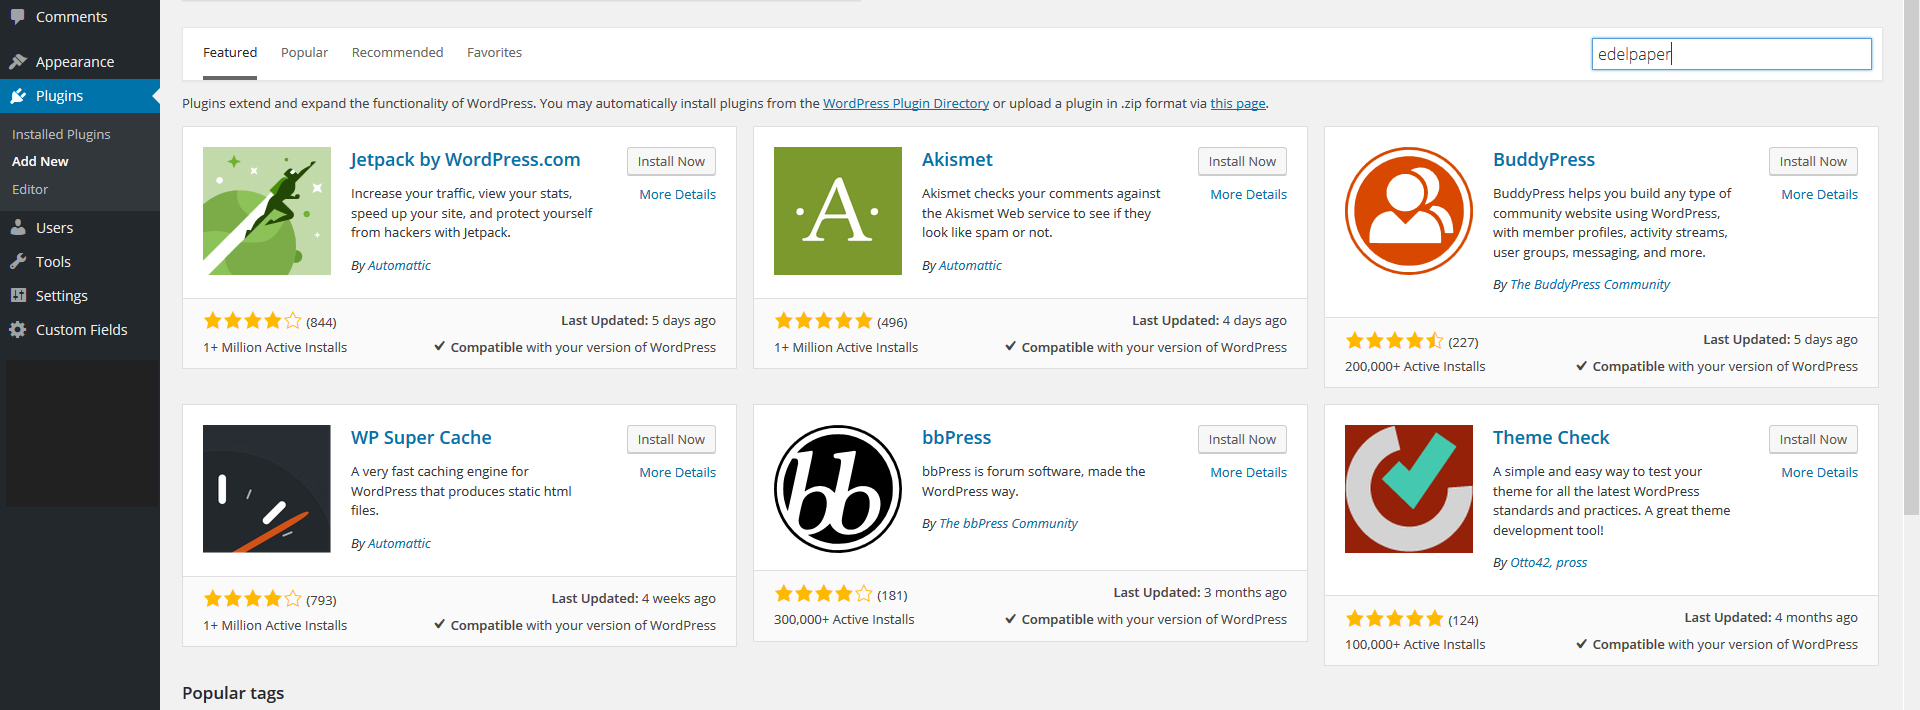 Comments
Appearance
Plugins
Installed Plugins
Add New
Editor
Users
Tools
Settings
Custom Fields
Featured Popular Recommended Favorites
edelpaper
Plugins extend and expand the functionality of WordPress. You may automatically install plugins from the WordPress Plugin Directory or upload a plugin in .zip format via this page.
Jetpack by WordPress.com
Install Now
More Details
Increase your traffic, view your stats,
speed up your site, and protect yourself
from hackers with Jetpack.
By Automattic
(844)
Last Updated: 5 days ago
1+ Million Active Installs
Compatible with your version of WordPress
A
Akismet
Install Now
More Details
Akismet checks your comments against
the Akismet Web service to see if they
look like spam or not.
By Automattic
(496)
Last Updated: 4 days ago
1+ Million Active Installs
Compatible with your version of WordPress
BuddyPress
Install Now
More Details
BuddyPress helps you build any type of
community website using WordPress,
with member profiles, activity streams,
user groups, messaging, and more.
By The BuddyPress Community
(227)
Last Updated: 5 days ago
200,000+ Active Installs
Compatible with your version of WordPress
WP Super Cache
Install Now
More Details
A very fast caching engine for
WordPress that produces static html
files.
By Automattic
(793)
Last Updated: 4 weeks ago
1+ Million Active Installs
Compatible with your version of WordPress
bb
bbPress
Install Now
More Details
bbPress is forum software, made the
WordPress way.
By The bbPress Community
(181)
Last Updated: 3 months ago
300,000+ Active Installs
Compatible with your version of WordPress
Theme Check
Install Now
More Details
A simple and easy way to test your
theme for all the latest WordPress
standards and practices. A great theme
development tool!
By Otto42, pross
(124)
Last Updated: 4 months ago
100,000+ Active Installs
Compatible with your version of WordPress
Popular tags